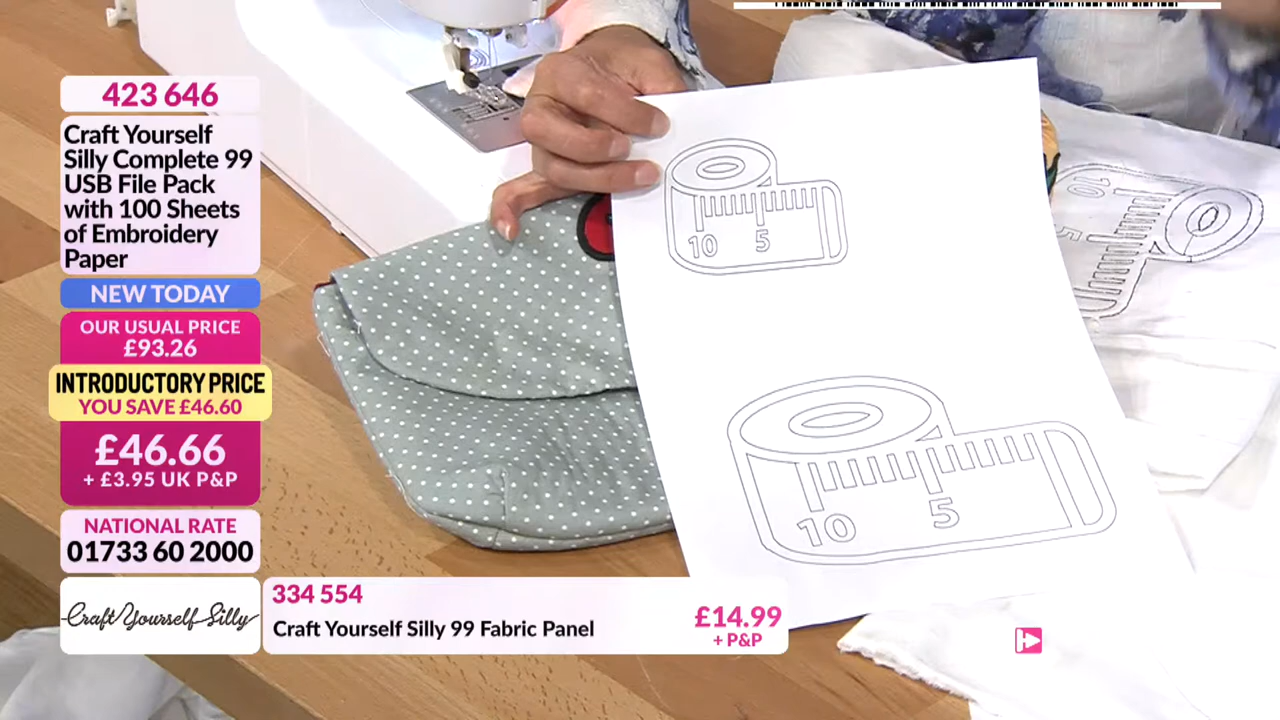 423 646
Craft Yourself
Silly Complete 99
USB File Pack
with 100 Sheets
of Embroidery
Paper
NEW TODAY
OUR USUAL PRICE
£93.26
INTRODUCTORY PRICE
YOU SAVE £46.60
£46.66
+ £3.95 UK P&P
NATIONAL RATE
01733 60 2000
Craft Yourself Silly
334 554
Craft Yourself Silly 99 Fabric Panel
£14.99
+ P&P
10 5
10 5
10
5